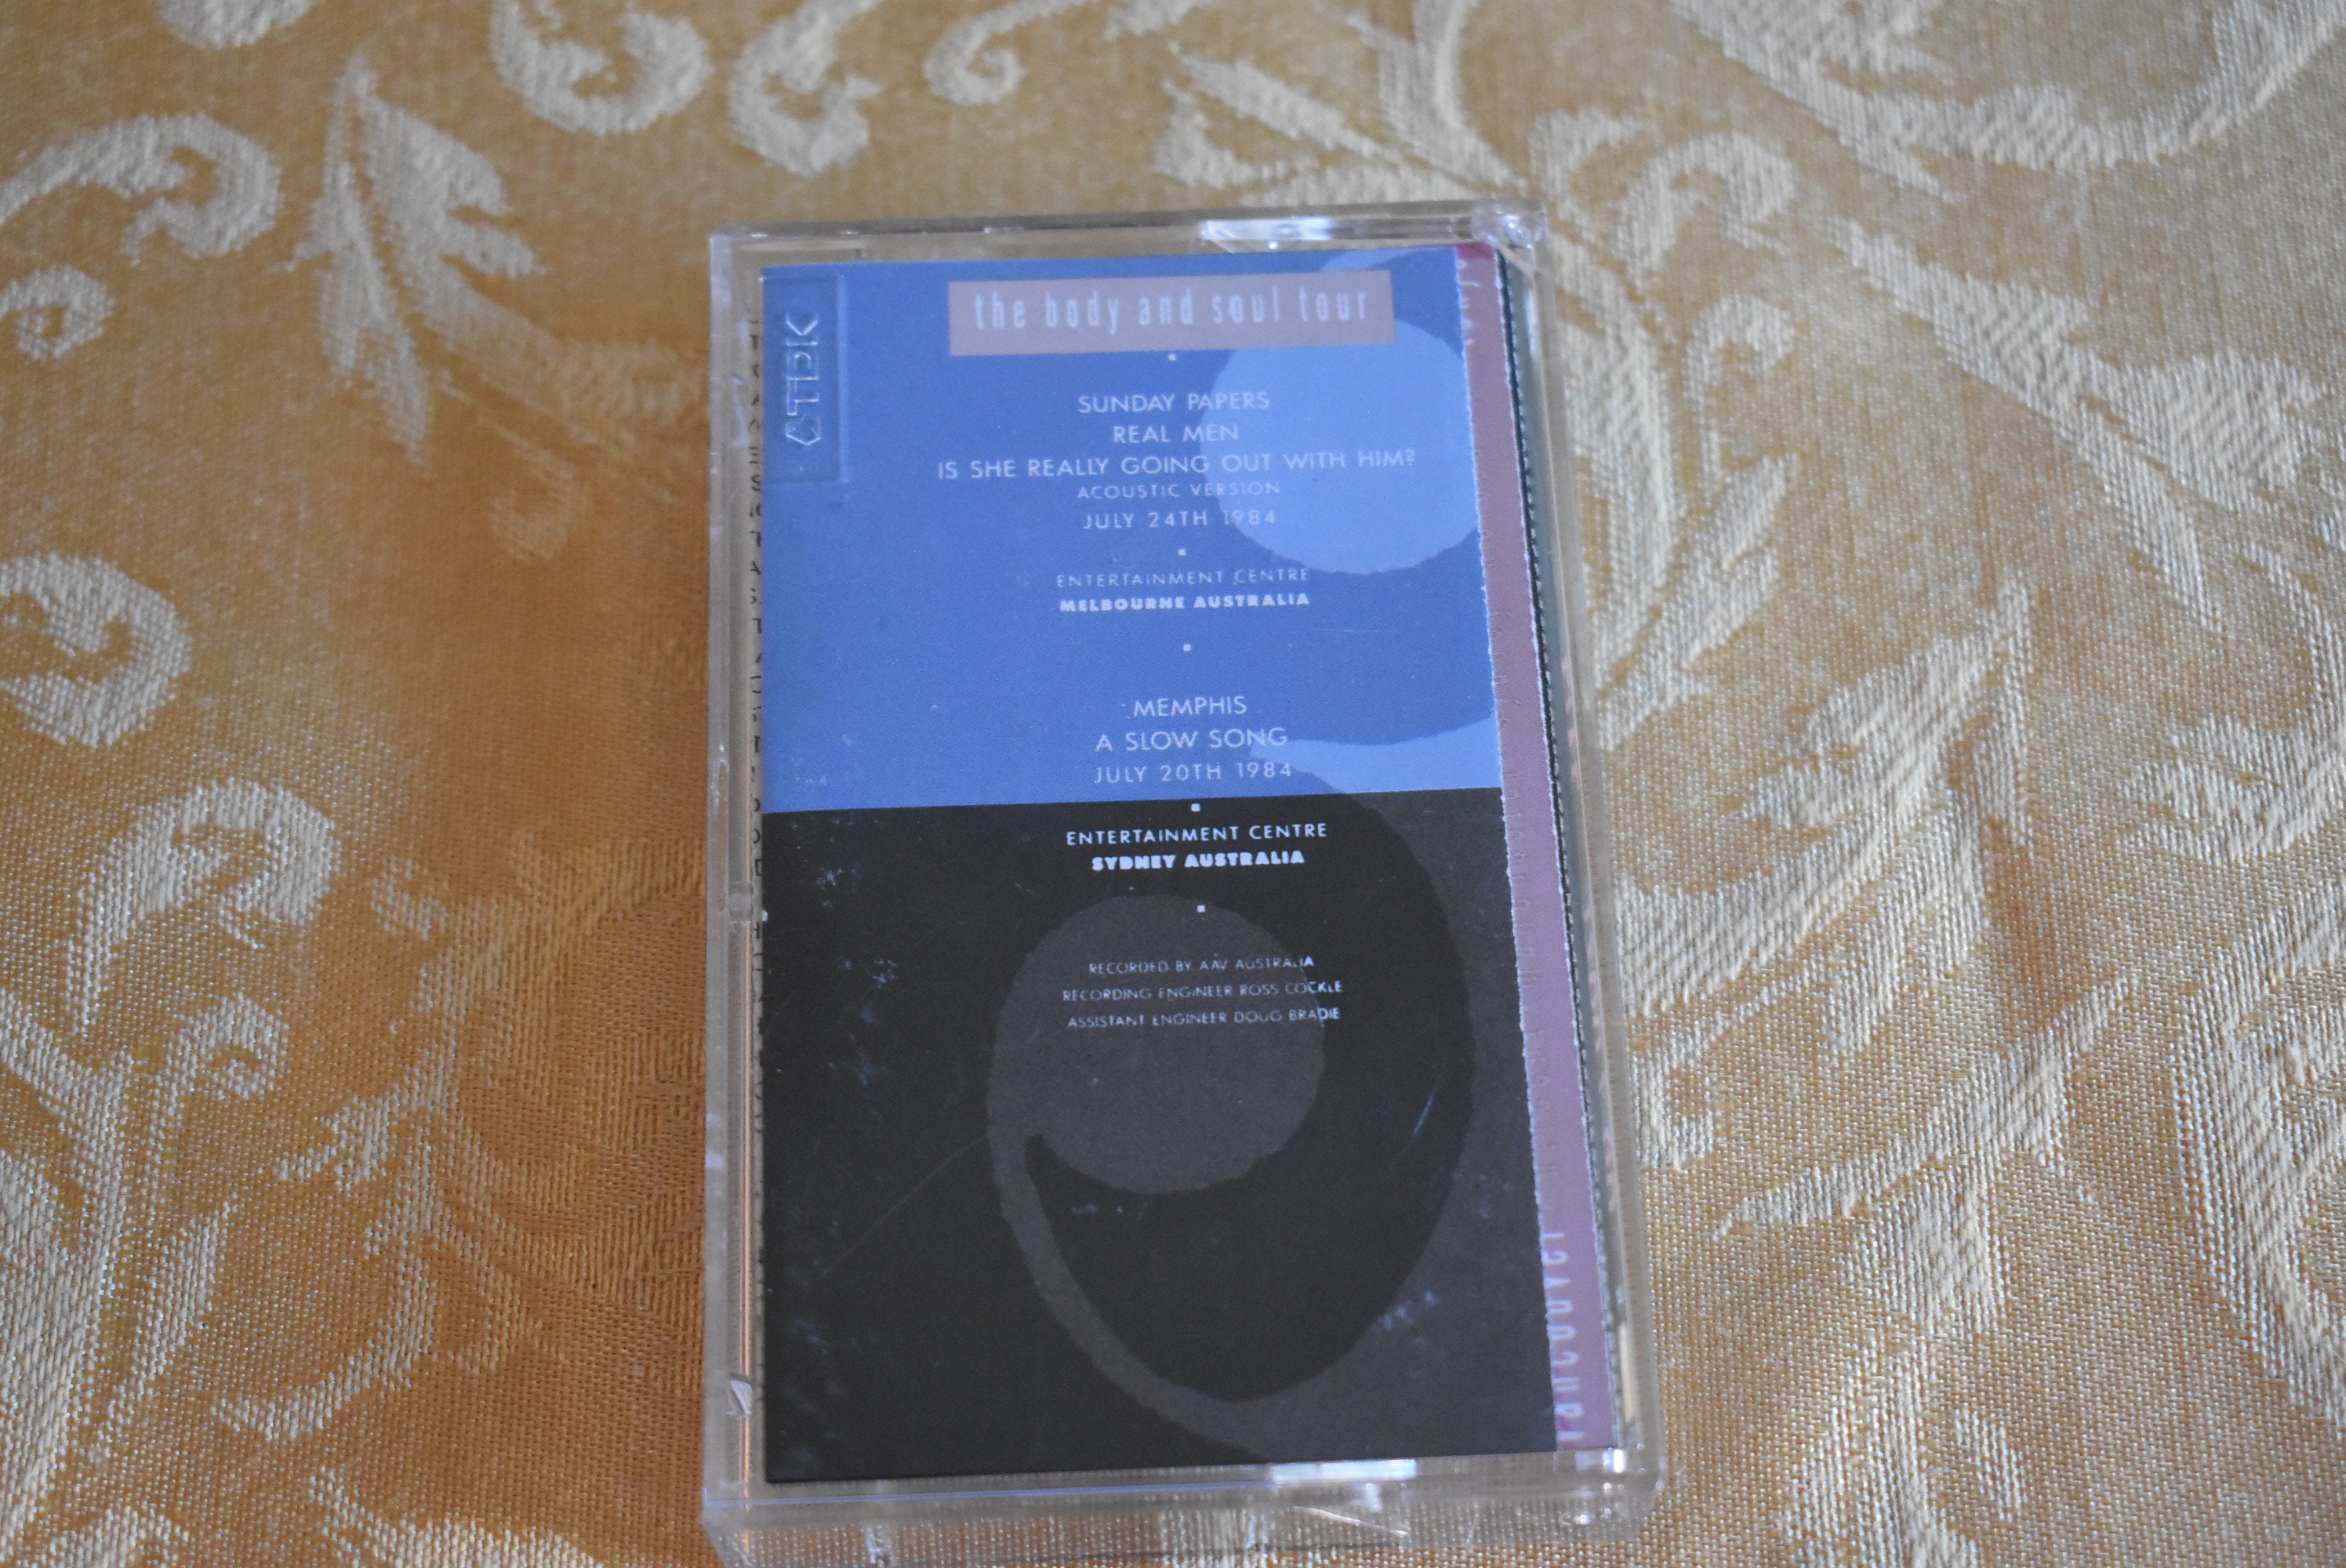 the body and soul tour
SUNDAY PAPERS
REAL MEN
IS SHE REALLY GOING OUT WITH HIM?
ACOUSTIC VERSION
JULY 24TH 1984
ENTERTAINMENT CENTRE
MELBOURNE AUSTRALIA
MEMPHIS
A SLOW SONG
JULY 20TH 1984
ENTERTAINMENT CENTRE
SYDNEY AUSTRALIA
RECORDED BY AAV AUSTRALIA
RECORDING ENGINEER ROSS COCKLE
ASSISTANT ENGINEER DOUG BRADIE